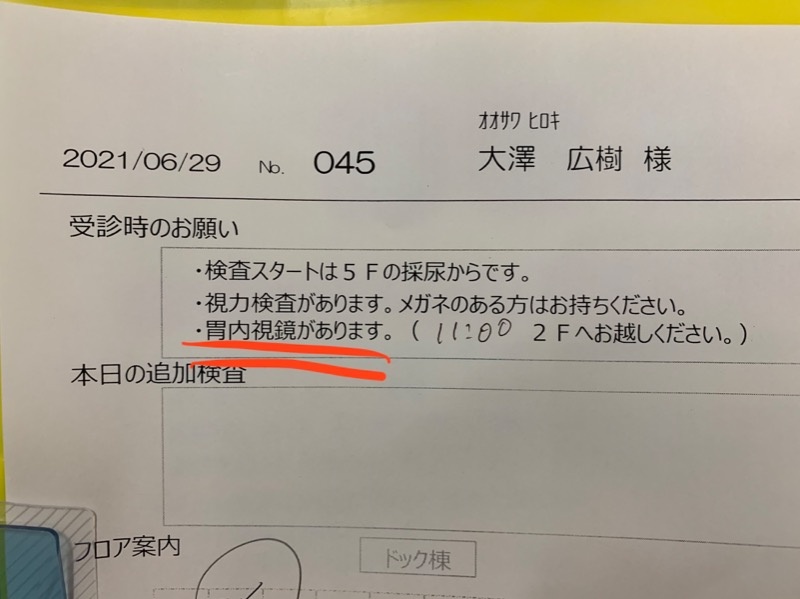 オオサワ ヒロキ
2021/06/29 No. 045 大澤 広樹 様
受診時のお願い
・検査スタートは5Fの採尿からです。
・視力検査があります。メガネのある方はお持ちください。
・胃内視鏡があります。（ 11:00 2Fへお越しください。）
本日の追加検査
フロア案内
ドック棟